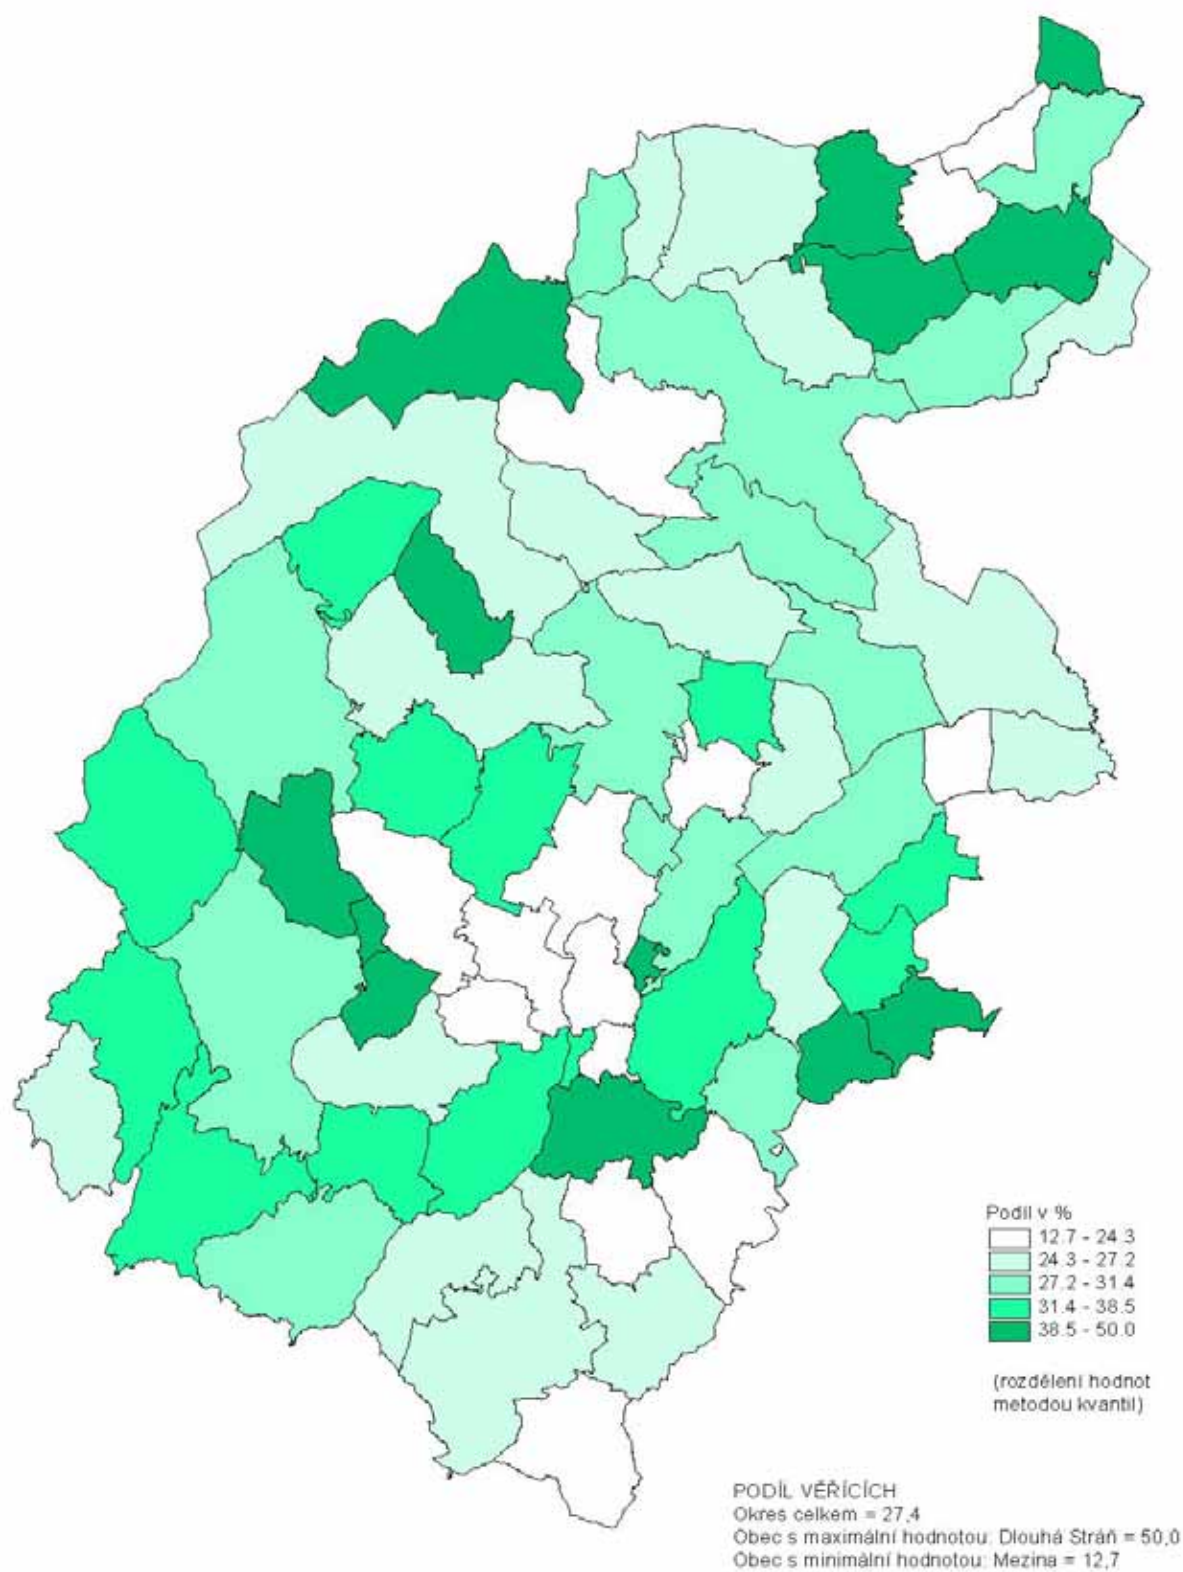 Podíl v %
12.7 - 24.3
24.3 - 27.2
27.2 - 31.4
31.4 - 38.5
38.5 - 50.0
(rozdělení hodnot
metodou kvantil)
PODÍL VĚŘÍCÍCH
Okres celkem = 27,4
Obec s maximální hodnotou: Dlouhá Stráň = 50,0
Obec s minimální hodnotou: Mezina = 12,7